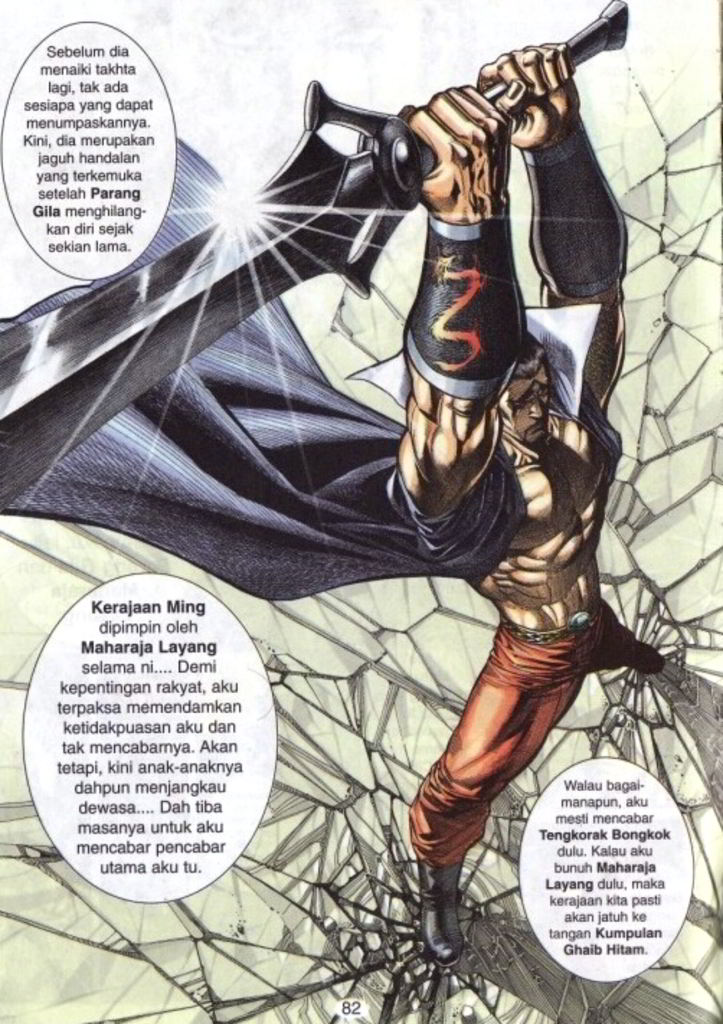 Sebelum dia
menaiki takhta
lagi, tak ada
sesiapa yang dapat
menumpaskannya.
Kini, dia merupakan
jaguh handalan
yang terkemuka
setelah Parang
Gila menghilang-
kan diri sejak
sekian lama.
Kerajaan Ming
dipimpin oleh
Maharaja Layang
selama ni.... Demi
kepentingan rakyat, aku
terpaksa memendamkan
ketidakpuasan aku dan
tak mencabarnya. Akan
tetapi, kini anak-anaknya
dahpun menjangkau
dewasa.... Dah tiba
masanya untuk aku
mencabar pencabar
utama aku tu.
Walau bagai-
manapun, aku
mesti mencabar
Tengkorak Bongkok
dulu. Kalau aku
bunuh Maharaja
Layang dulu, maka
kerajaan kita pasti
akan jatuh ke
tangan Kumpulan
Ghaib Hitam.
82